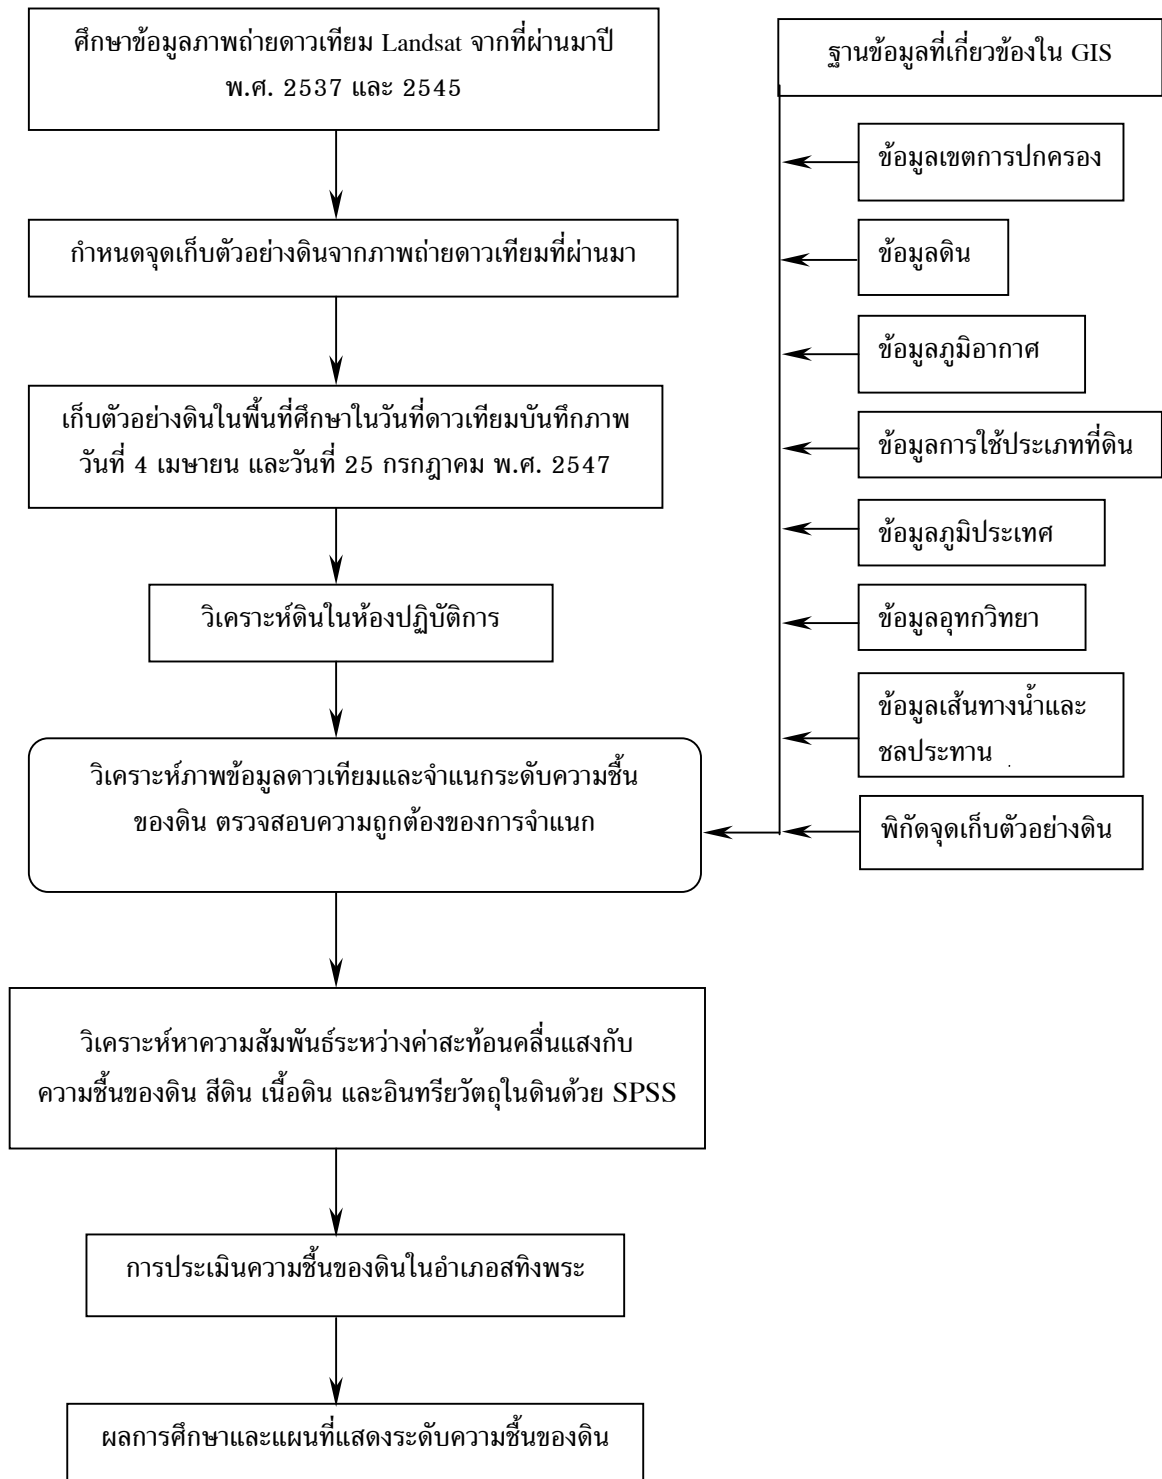 ศึกษาข้อมูลภาพถ่ายดาวเทียม Landsat จากที่ผ่านมาปี
พ.ศ. 2537 และ 2545
กำหนดจุดเก็บตัวอย่างดินจากภาพถ่ายดาวเทียมที่ผ่านมา
เก็บตัวอย่างดินในพื้นที่ศึกษาในวันที่ดาวเทียมบันทึกภาพ
วันที่ 4 เมษายน และวันที่ 25 กรกฎาคม พ.ศ. 2547
วิเคราะห์ดินในห้องปฏิบัติการ
วิเคราะห์ภาพข้อมูลดาวเทียมและจำแนกระดับความชื้น
ของดิน ตรวจสอบความถูกต้องของการจำแนก
วิเคราะห์หาความสัมพันธ์ระหว่างค่าสะท้อนคลื่นแสงกับ
ความชื้นของดิน สีดิน เนื้อดิน และอินทรียวัตถุในดินด้วย SPSS
การประเมินความชื้นของดินในอำเภอสทิงพระ
ผลการศึกษาและแผนที่แสดงระดับความชื้นของดิน
ฐานข้อมูลที่เกี่ยวข้องใน GIS
ข้อมูลเขตการปกครอง
ข้อมูลดิน
ข้อมูลภูมิอากาศ
ข้อมูลการใช้ประเภทที่ดิน
ข้อมูลภูมิประเทศ
ข้อมูลอุทกวิทยา
ข้อมูลเส้นทางน้ำและ
ชลประทาน .
พิกัดจุดเก็บตัวอย่างดิน